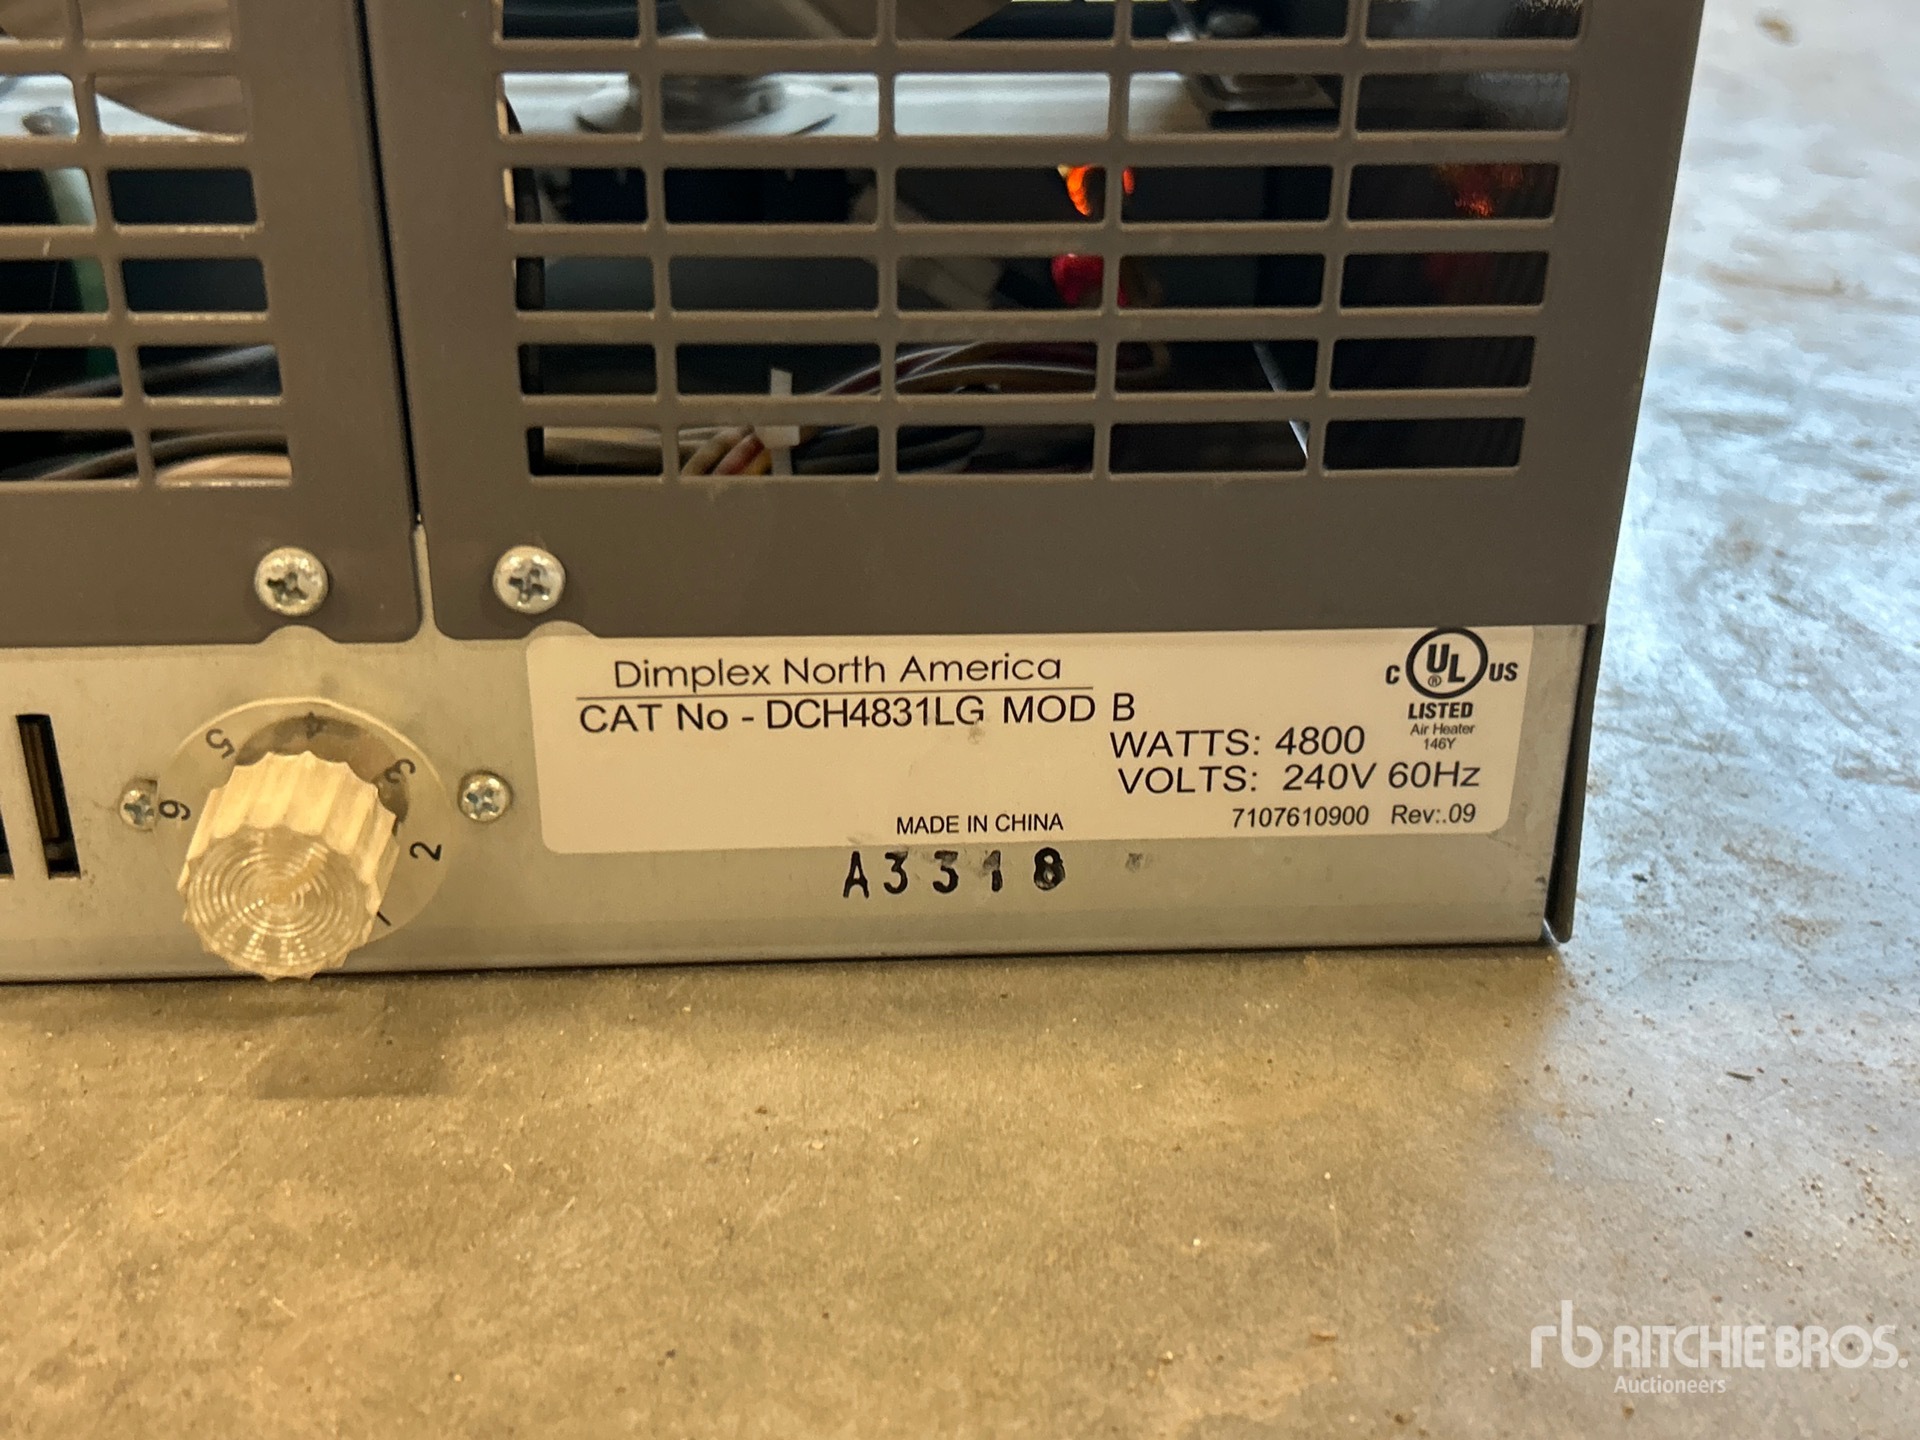 Dimplex North America
CAT No - DCH4831LG MOD B
WATTS: 4800
VOLTS: 240V 60Hz
MADE IN CHINA
7107610900 Rev:.09
C UL® US
LISTED
Air Heater
146Y
A3318
1
2
3
4
5
6
rb RITCHIE BROS.
Auctioneers